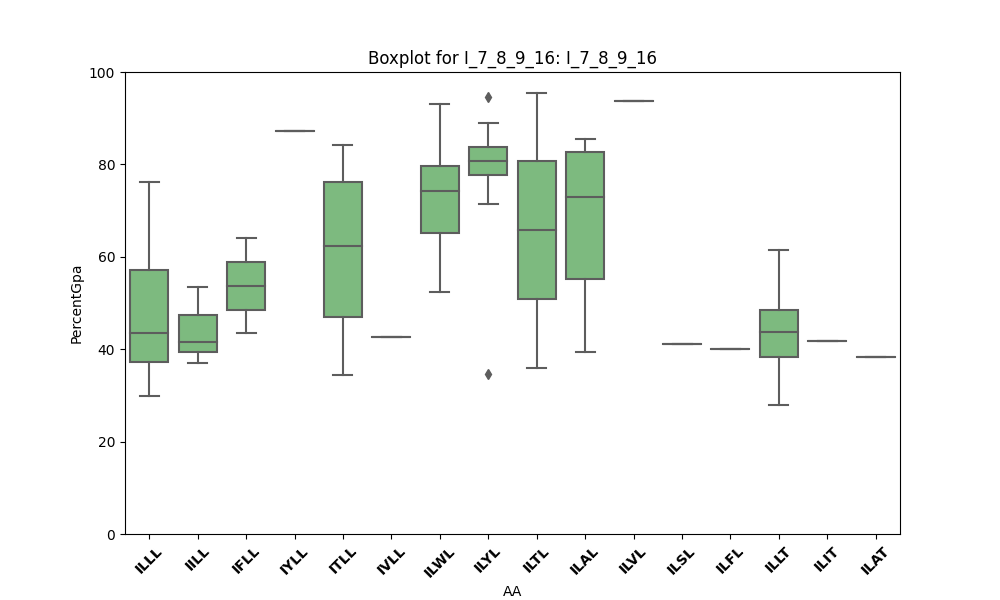 Boxplot for I_7_8_9_16: I_7_8_9_16
PercentGpa
100
80
60
40
20
0
ILLL IILL IFLL IYLL ITLL IVLL ILWL ILYL ILTL ILAL ILVL ILSL ILFL ILLT ILIT ILAT
AA